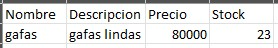 Nombre Descripcion Precio Stock
gafas gafas lindas 80000 23